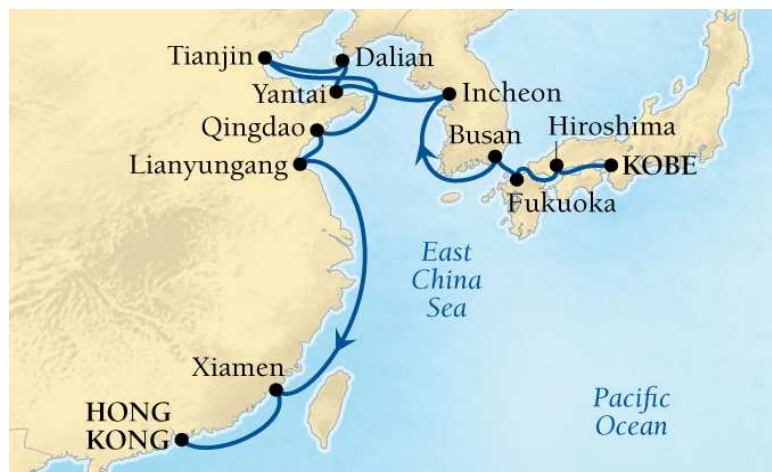 Tianjin
Dalian
Yantai
Incheon
Qingdao
Busan
Hiroshima
Lianyungang
KOBE
Fukuoka
East
China
Sea
Xiamen
HONG
KONG
Pacific
Ocean